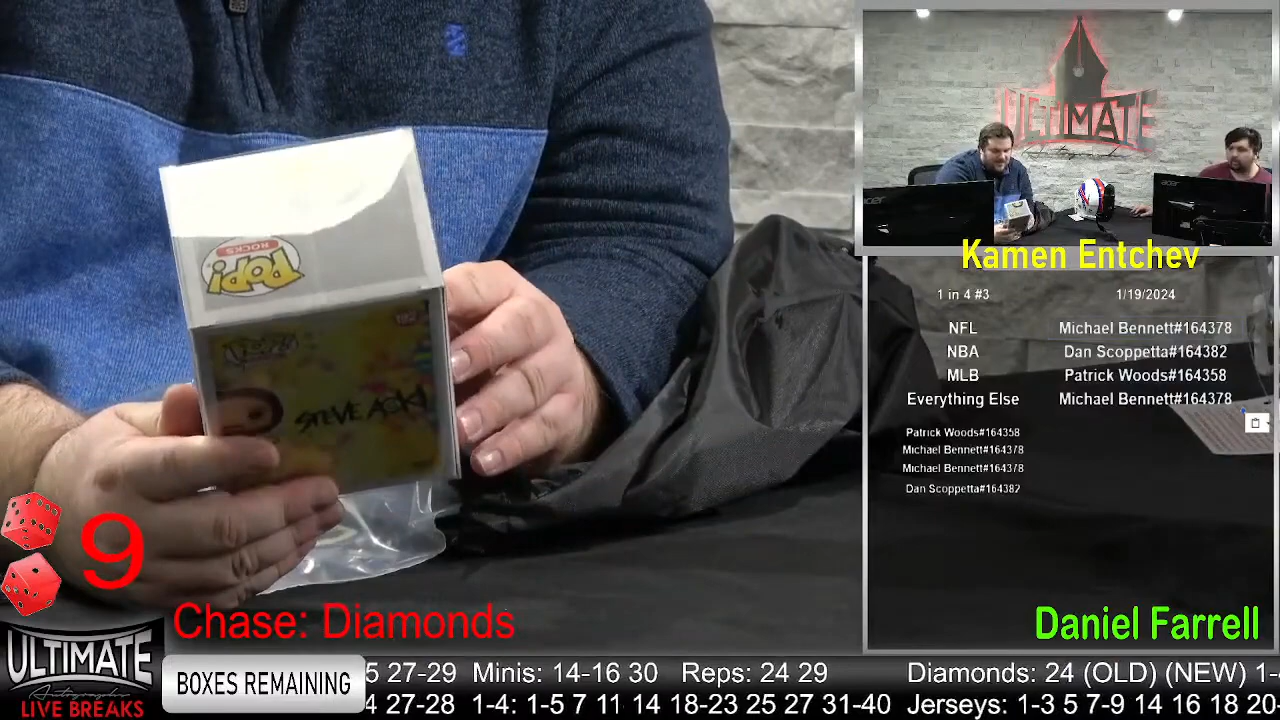 ULTIMATE
acer
acer
Kamen Entchev
1 in 4 #3 1/19/2024
NFL Michael Bennett#164378
NBA Dan Scoppetta#164382
MLB Patrick Woods#164358
Everything Else Michael Bennett#164378
Patrick Woods#164358
Michael Bennett#164378
Michael Bennett#164378
Dan Scoppetta#164382
POP!
ROCKS
STEVE AOKI
9
Chase: Diamonds
Daniel Farrell
ULTIMATE
Autographs
LIVE BREAKS
BOXES REMAINING
5 27-29 Minis: 14-16 30 Reps: 24 29 Diamonds: 24 (OLD) (NEW) 1-
4 27-28 1-4: 1-5 7 11 14 18-23 25 27 31-40 Jerseys: 1-3 5 7-9 14 16 18 20-